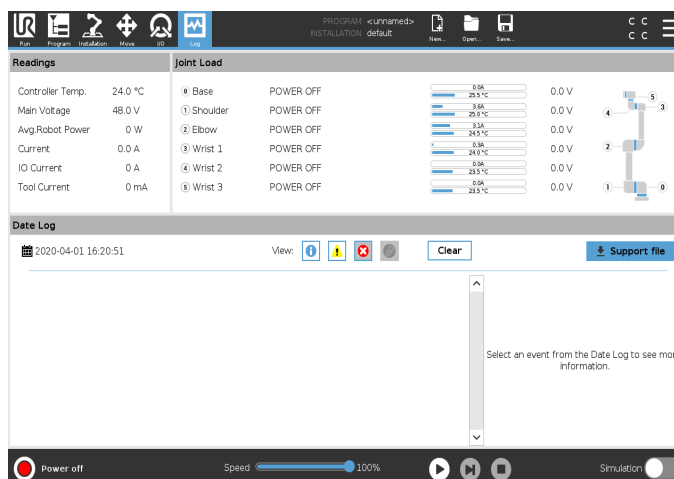 PROGRAM <unnamed>
INSTALLATION default
C C
C C
Run Program Installation Move I/O Log New... Open... Save...
Readings Joint Load
Controller Temp. 24.0 °C
Main Voltage 48.0 V
Avg.Robot Power 0 W
Current 0.0 A
IO Current 0 A
Tool Current 0 mA
0 Base POWER OFF 0.0A 25.5 °C 0.0 V
1 Shoulder POWER OFF 3.6A 25.0 °C 0.0 V
2 Elbow POWER OFF 3.1A 24.5 °C 0.0 V
3 Wrist 1 POWER OFF 0.3A 24.0 °C 0.0 V
4 Wrist 2 POWER OFF 0.0A 23.5 °C 0.0 V
5 Wrist 3 POWER OFF 0.0A 23.5 °C 0.0 V
5
4 3
2
1 0
Date Log
2020-04-01 16:20:51 View: Clear Support file
Select an event from the Date Log to see mor
information.
Power off Speed 100% Simulation